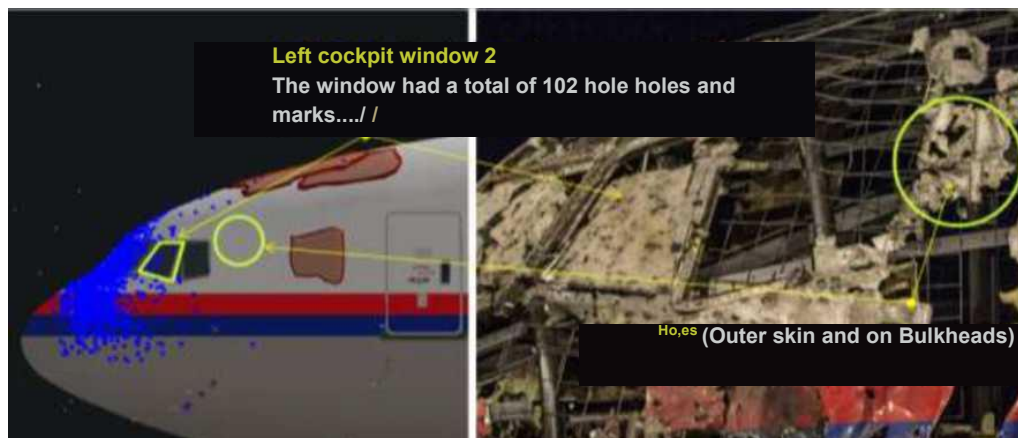 Left cockpit window 2
The window had a total of 102 hole holes and
marks..../ /
Ho,es (Outer skin and on Bulkheads)